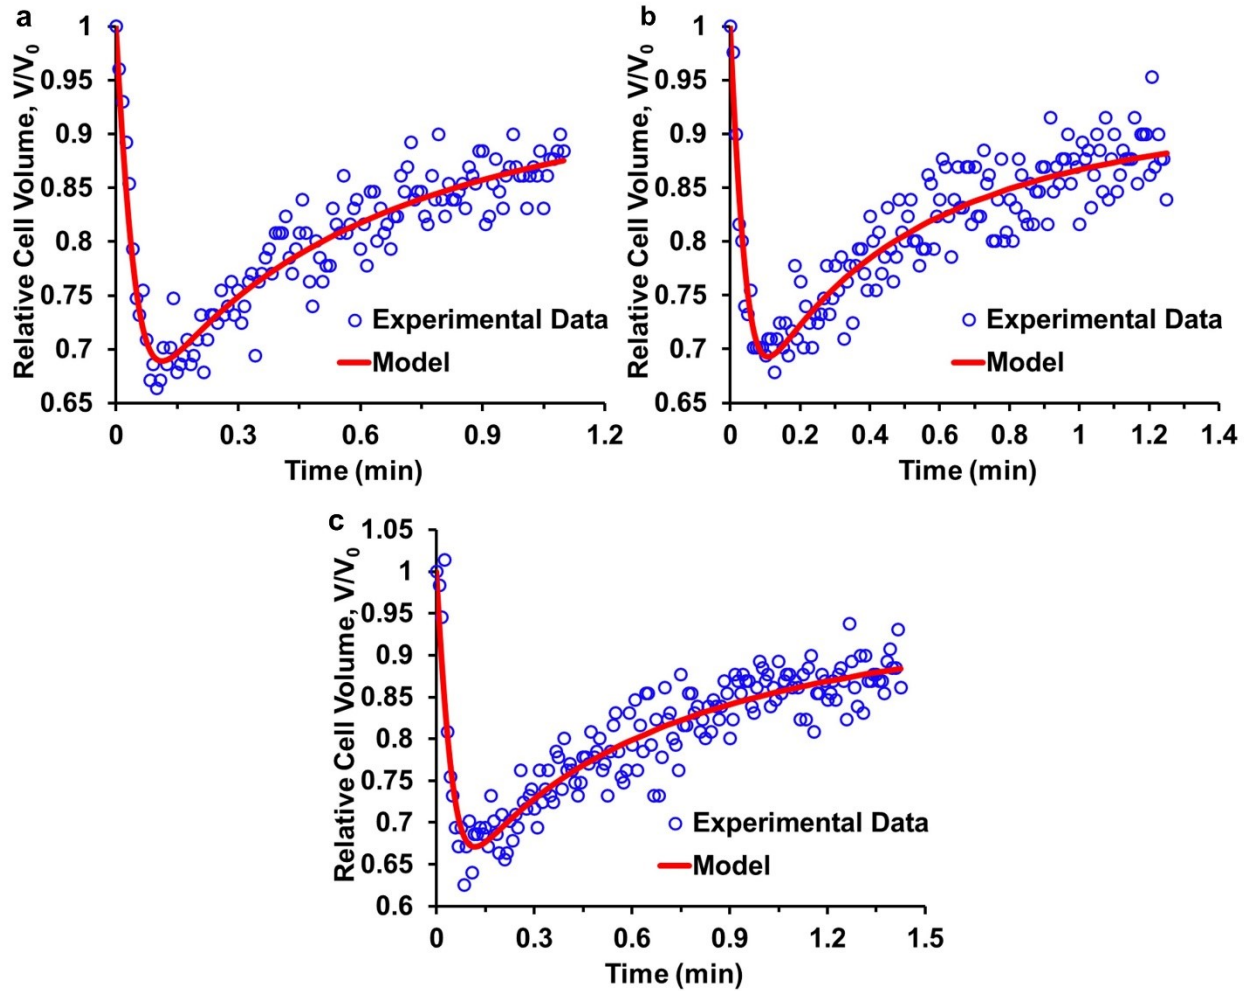 a
1
0.95
0.9
0.85
0.8
0.75
0.7
0.65
Relative Cell Volume, V/V0
0 0.3 0.6 0.9 1.2
Time (min)
Experimental Data
Model
b
1
0.95
0.9
0.85
0.8
0.75
0.7
0.65
Relative Cell Volume, V/V0
0 0.2 0.4 0.6 0.8 1 1.2 1.4
Time (min)
Experimental Data
Model
c
1.05
1
0.95
0.9
0.85
0.8
0.75
0.7
0.65
0.6
Relative Cell Volume, V/V0
0 0.3 0.6 0.9 1.2 1.5
Time (min)
Experimental Data
Model